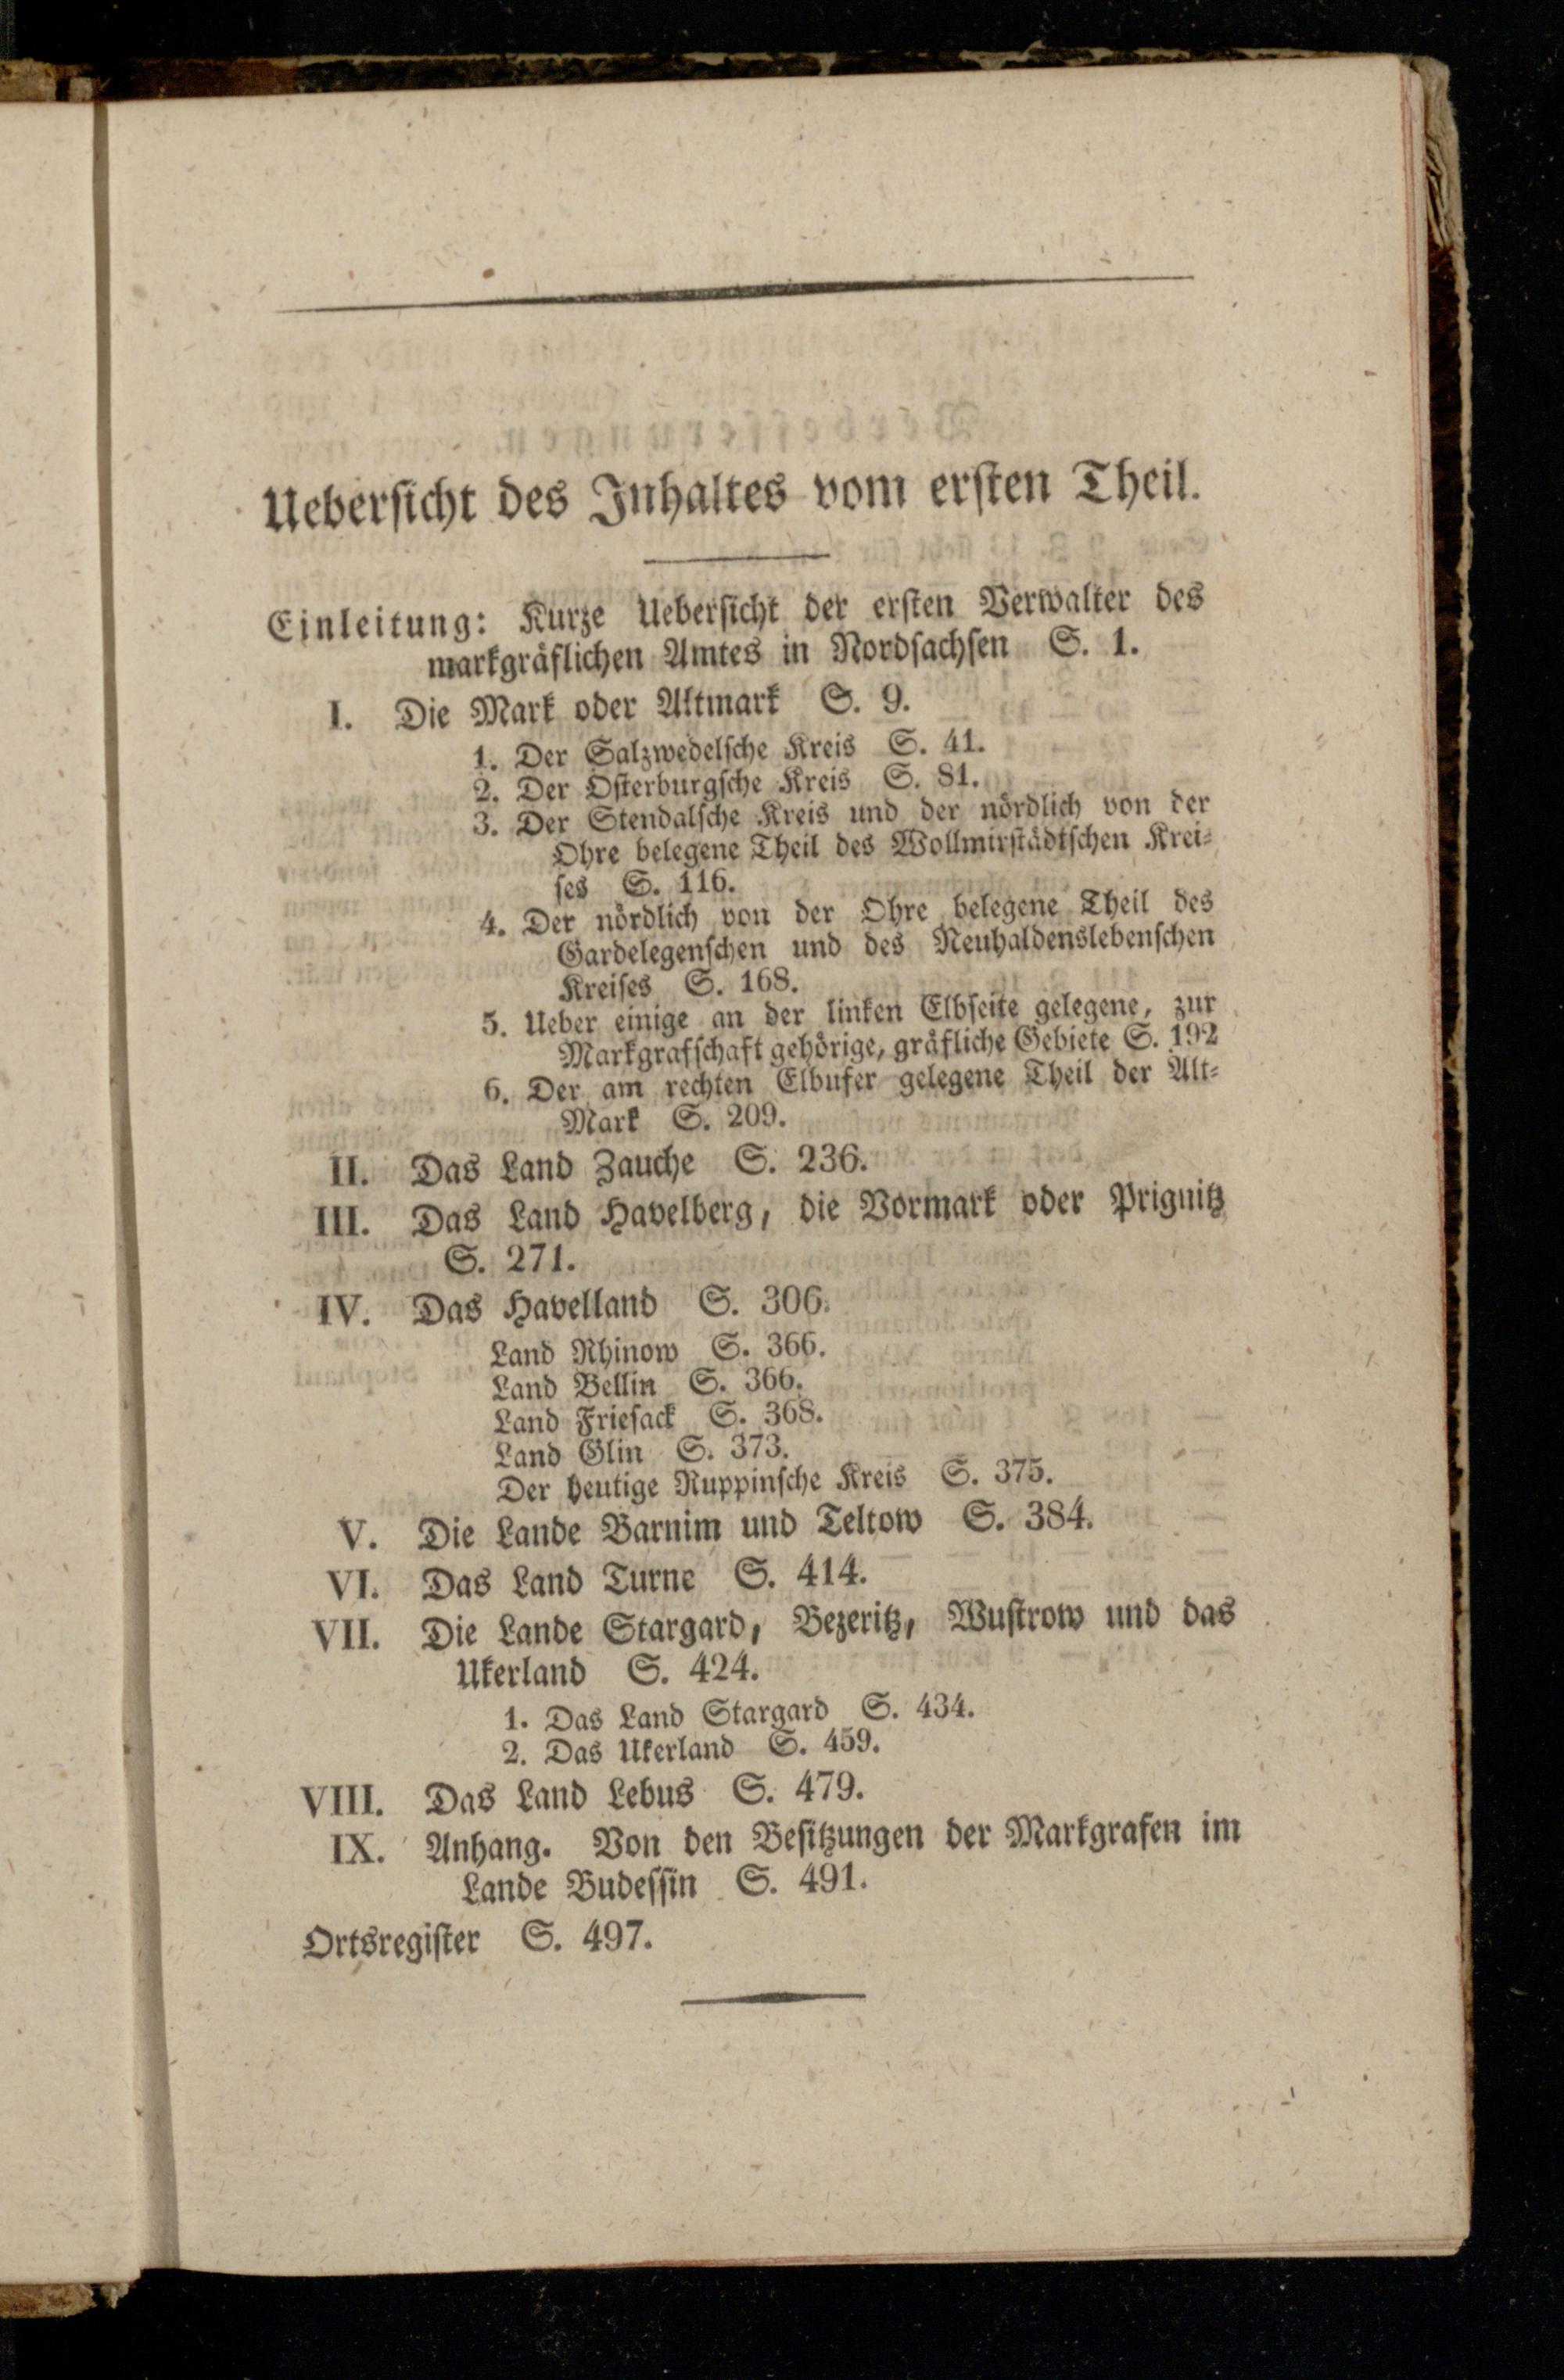 Uebersicht des Inhaltes vom ersten Theil.
Einleitung: Kurze Uebersicht der ersten Verwalter des
markgräflichen Amtes in Nordsachsen S. 1.
I. Die Mark oder Altmark S. 9.
1. Der Salzwedelsche Kreis S. 41.
2. Der Osterburgsche Kreis S. 81.
3. Der Stendalsche Kreis und der nördlich von der
Ohre belegene Theil des Wollmirstädtschen Krei-
ses S. 116.
4. Der nördlich von der Ohre belegene Theil des
Gardelegenschen und des Neuhaldenslebenschen
Kreises S. 168.
5. Ueber einige an der linken Elbseite gelegene, zur
Markgrafschaft gehörige, gräfliche Gebiete S. 192
6. Der am rechten Elbufer gelegene Theil der Alt-
Mark S. 209.
II. Das Land Zauche S. 236.
III. Das Land Havelberg, die Vormark oder Prignitz
S. 271.
IV. Das Havelland S. 306.
Land Rhinow S. 366.
Land Bellin S. 366.
Land Friesack S. 368.
Land Glin S. 373.
Der heutige Ruppinsche Kreis S. 375.
V. Die Lande Barnim und Teltow S. 384.
VI. Das Land Turne S. 414.
VII. Die Lande Stargard, Bezeritz, Wustrow und das
Ukerland S. 424.
1. Das Land Stargard S. 434.
2. Das Ukerland S. 459.
VIII. Das Land Lebus S. 479.
IX. Anhang. Von den Besitzungen der Markgrafen im
Lande Budessin S. 491.
Ortsregister S. 497.